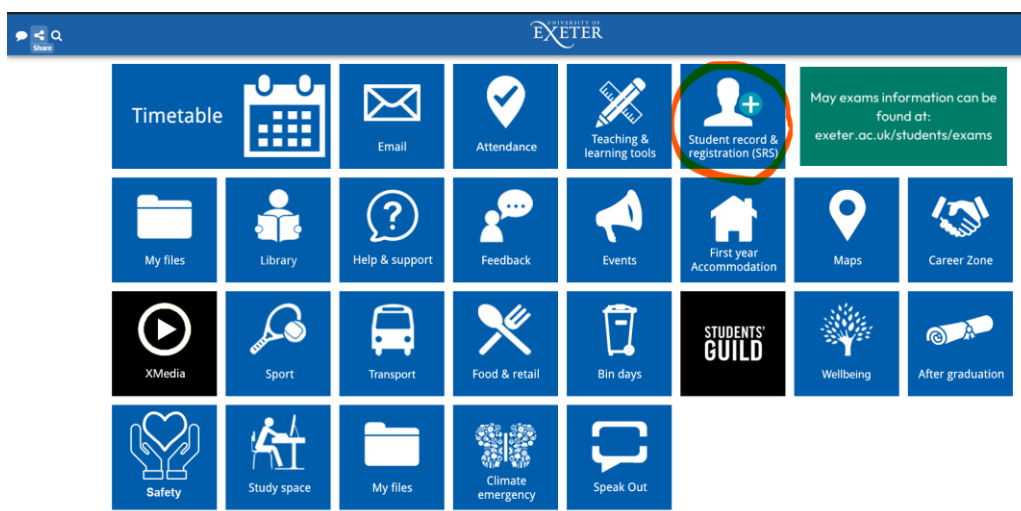 UNIVERSITY OF
EXETER
Share
Timetable
Email
Attendance
Teaching &
learning tools
Student record &
registration (SRS)
May exams information can be
found at:
exeter.ac.uk/students/exams
My files
Library
Help & support
Feedback
Events
First year
Accommodation
Maps
Career Zone
XMedia
Sport
Transport
Food & retail
Bin days
STUDENTS'
GUILD
Wellbeing
After graduation
Safety
Study space
My files
Climate
emergency
Speak Out